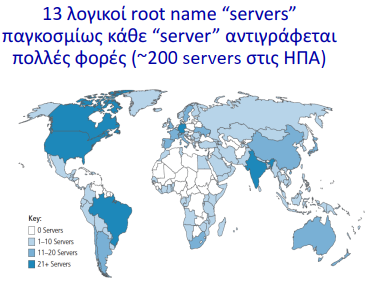 13 λογικοί root name “servers”
παγκοσμίως κάθε “server” αντιγράφεται
πολλές φορές (~200 servers στις ΗΠΑ)
Key:
0 Servers
1–10 Servers
11–20 Servers
21+ Servers